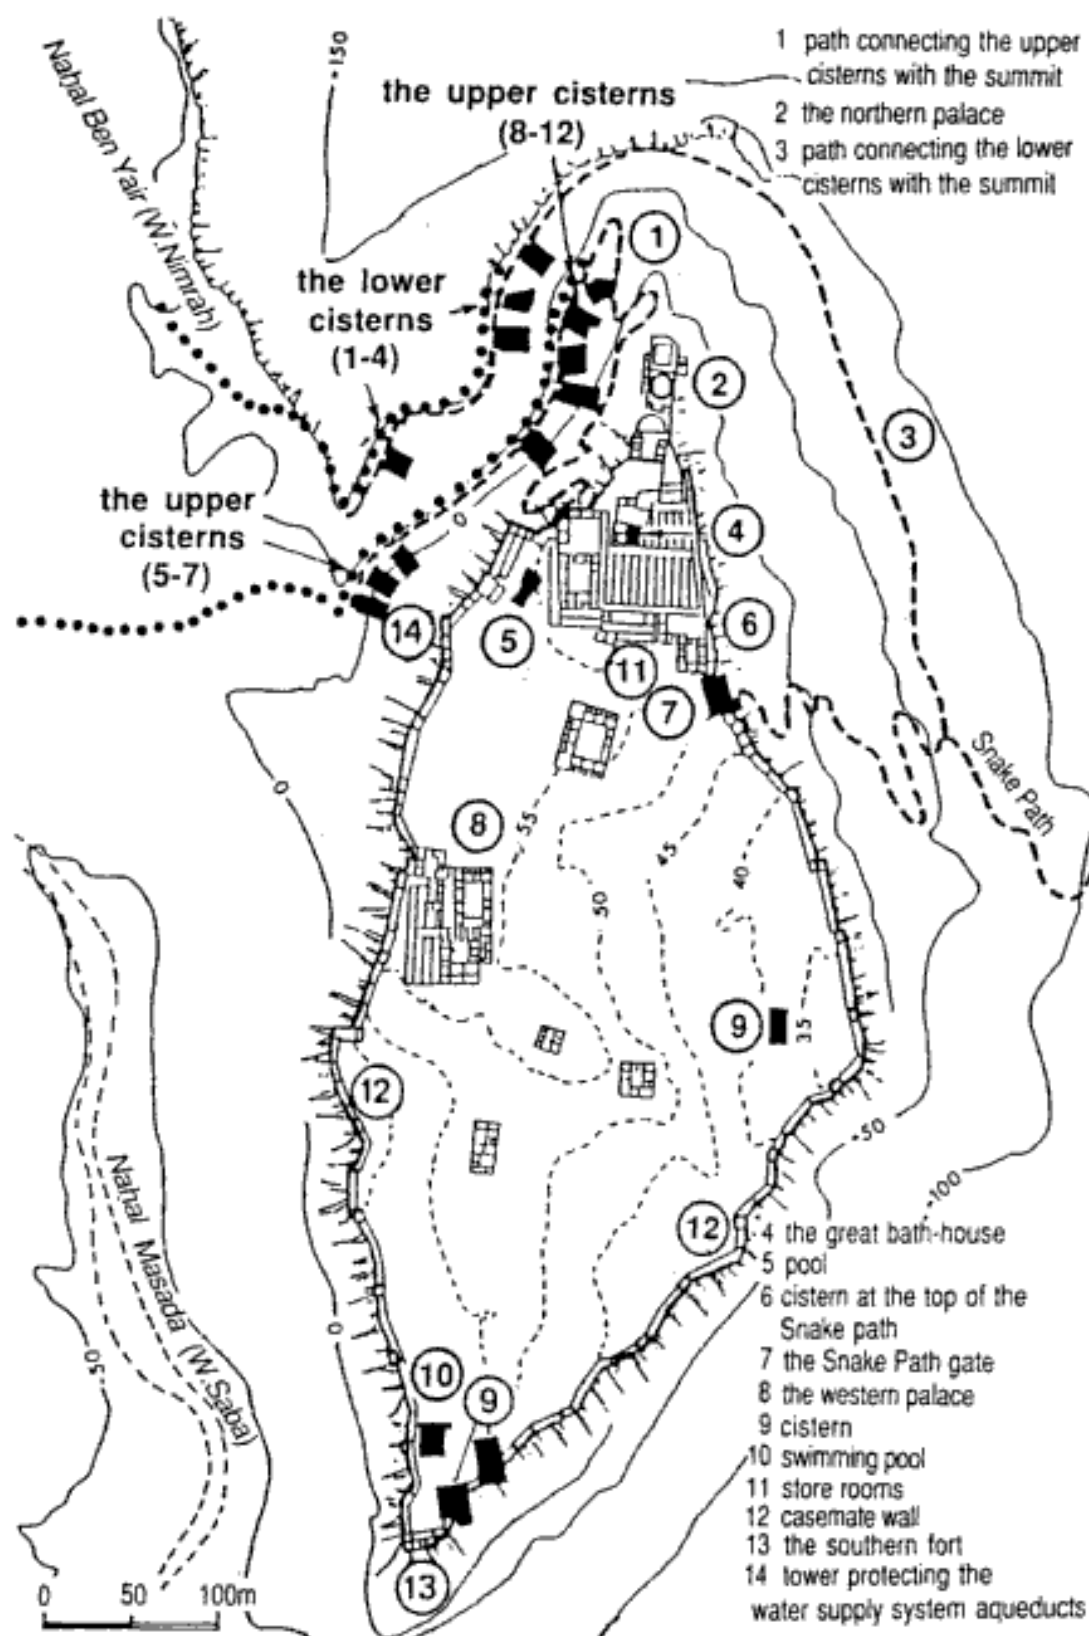 1 path connecting the upper
cisterns with the summit
2 the northern palace
3 path connecting the lower
cisterns with the summit
-150
Nahal Ben Yair (W.Nimrah)
the upper cisterns
(8-12)
1
the lower
cisterns
(1-4)
2
3
the upper
cisterns
(5-7)
0
4
14
5
6
11
7
Snake Path
0
8
55
45
40
50
9
35
12
-50
-100
Nahal Masada (W.Saba)
12
0
-50
10
9
13
4 the great bath-house
5 pool
6 cistern at the top of the
Snake path
7 the Snake Path gate
8 the western palace
9 cistern
10 swimming pool
11 store rooms
12 casemate wall
13 the southern fort
14 tower protecting the
water supply system aqueducts
0 50 100m